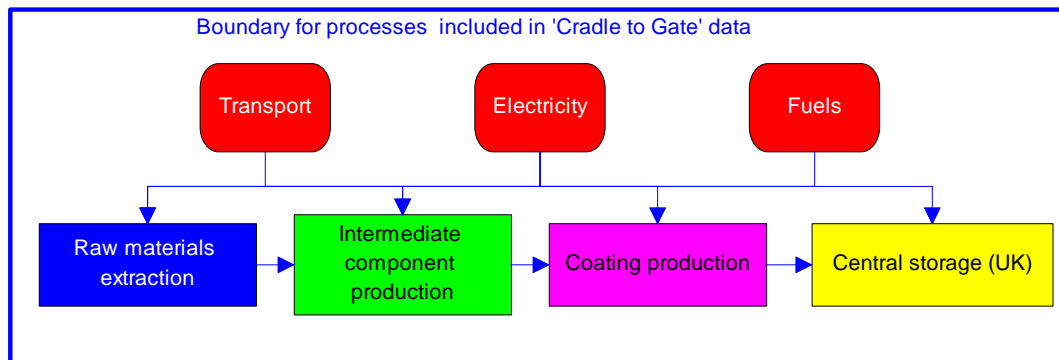 Boundary for processes  included in 'Cradle to Gate' data
Transport
Electricity
Fuels
Raw materials
extraction
Intermediate
component
production
Coating production
Central storage (UK)